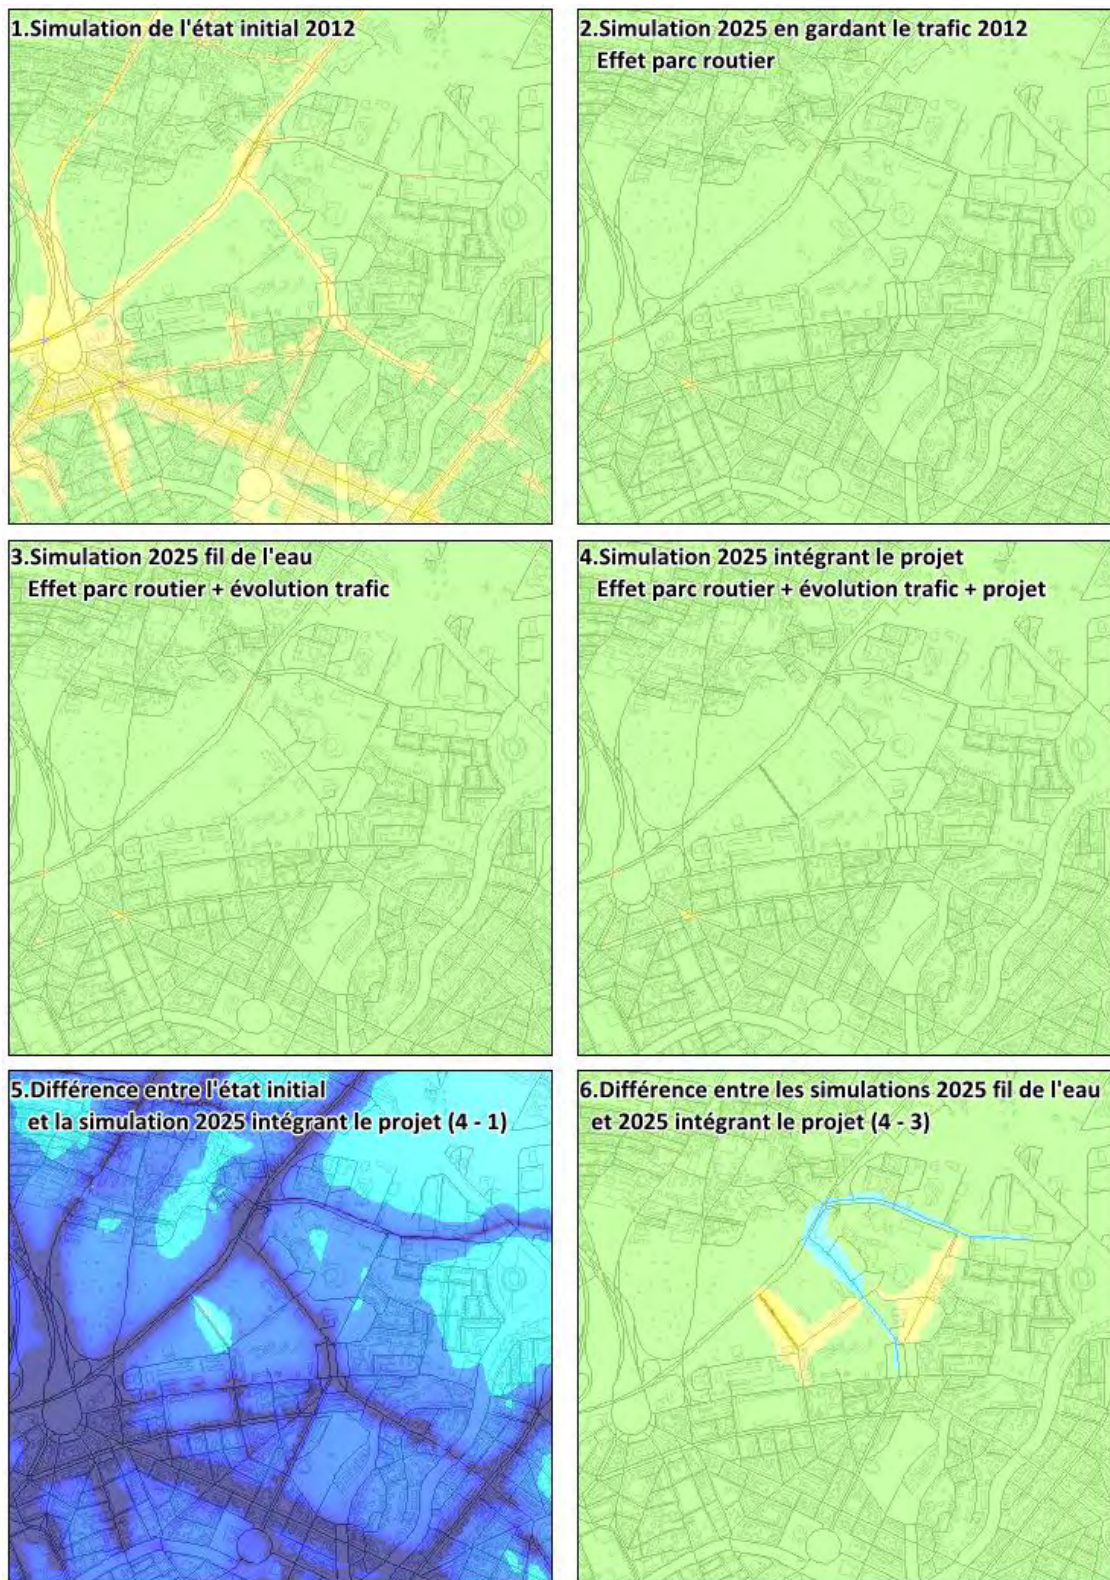 1.Simulation de l'état initial 2012
2.Simulation 2025 en gardant le trafic 2012
Effet parc routier
3.Simulation 2025 fil de l'eau
Effet parc routier + évolution trafic
4.Simulation 2025 intégrant le projet
Effet parc routier + évolution trafic + projet
5.Différence entre l'état initial
et la simulation 2025 intégrant le projet (4 - 1)
6.Différence entre les simulations 2025 fil de l'eau
et 2025 intégrant le projet (4 - 3)